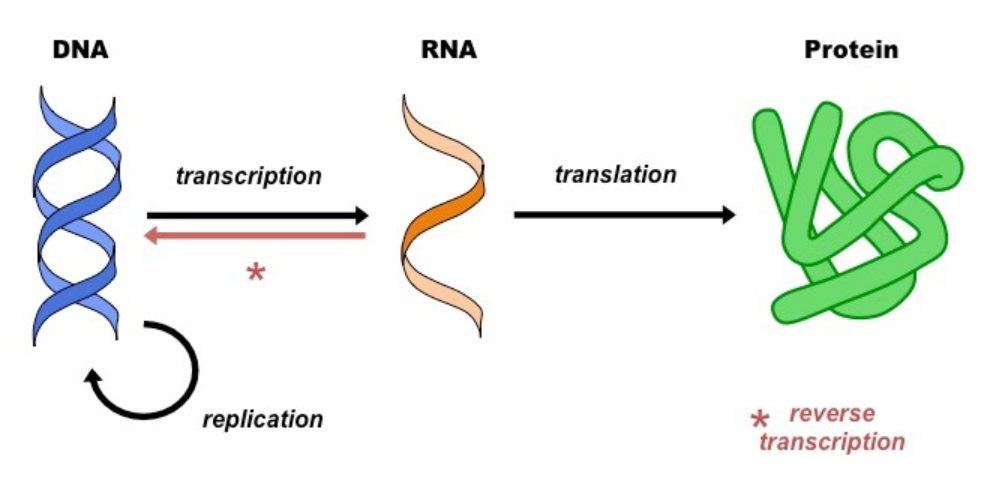 DNA
RNA
Protein
transcription
translation
*
replication
* reverse
transcription